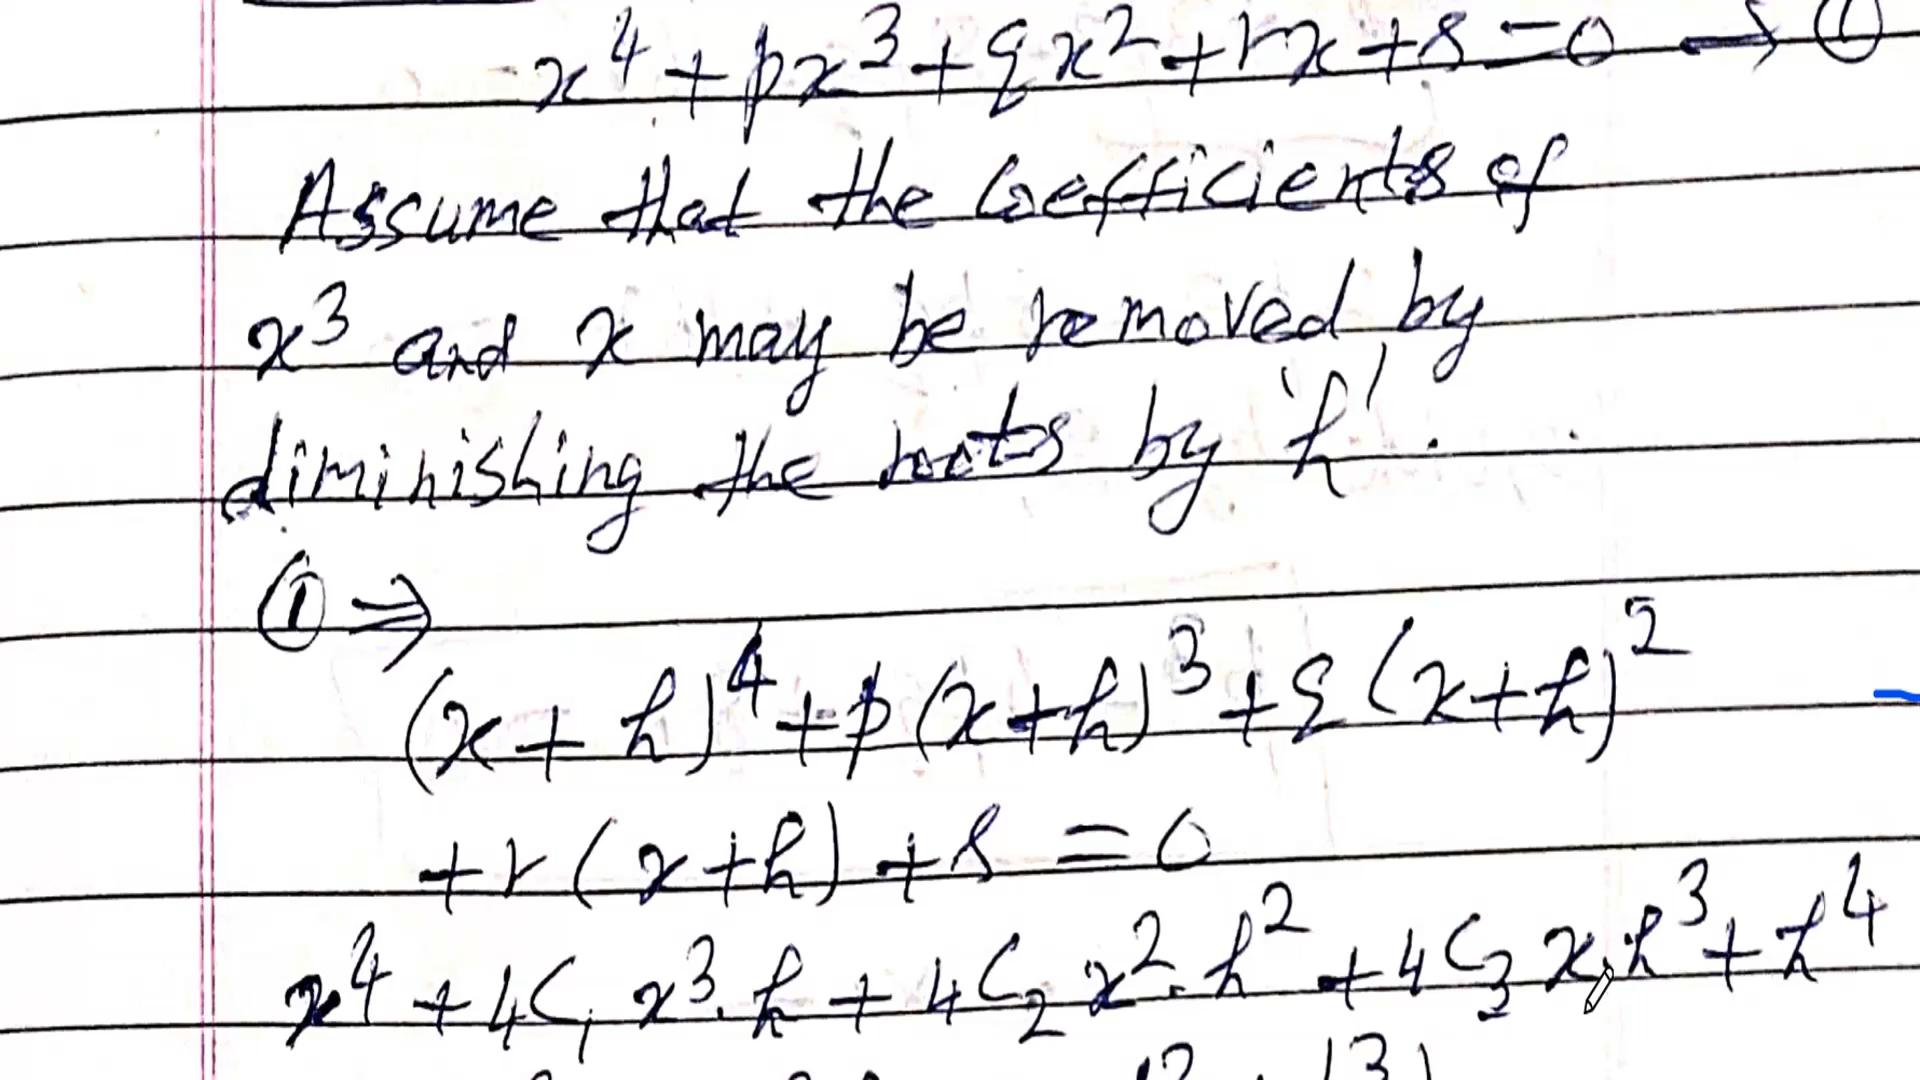 x⁴ + px³ + qx² + rx + s = 0 → ①
Assume that the coefficients of
x³ and x may be removed by
diminishing the roots by 'h'.
① ⇒
(x + h)⁴ + p(x+h)³ + q(x+h)²
+ r(x+h) + s = 0
x⁴ + 4C₁ x³.h + 4C₂ x².h² + 4C₃ x.h³ + h⁴